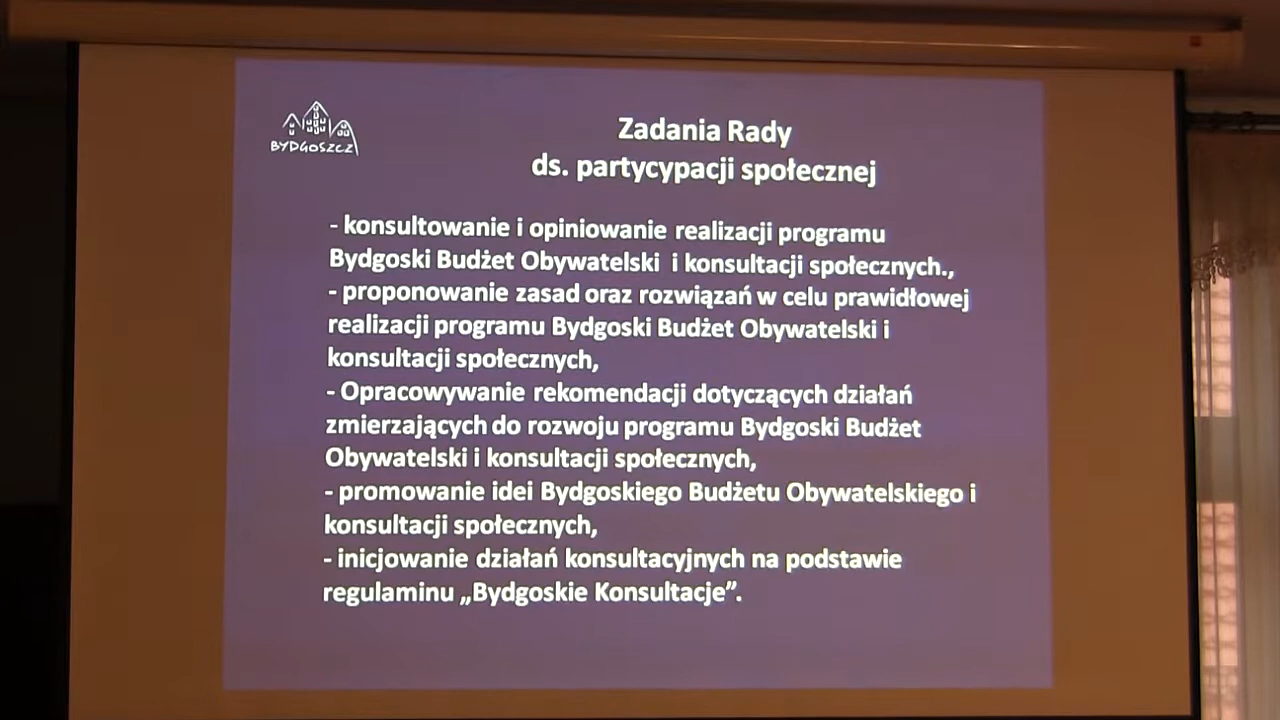 BYDGOSZCZ
Zadania Rady
ds. partycypacji społecznej
- konsultowanie i opiniowanie realizacji programu
Bydgoski Budżet Obywatelski i konsultacji społecznych.,
- proponowanie zasad oraz rozwiązań w celu prawidłowej
realizacji programu Bydgoski Budżet Obywatelski i
konsultacji społecznych,
- Opracowywanie rekomendacji dotyczących działań
zmierzających do rozwoju programu Bydgoski Budżet
Obywatelski i konsultacji społecznych,
- promowanie idei Bydgoskiego Budżetu Obywatelskiego i
konsultacji społecznych,
- inicjowanie działań konsultacyjnych na podstawie
regulaminu „Bydgoskie Konsultacje”.